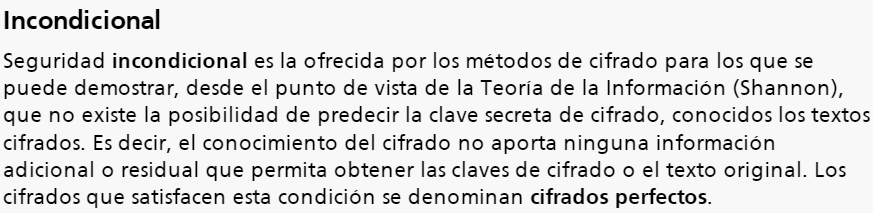 Incondicional
Seguridad incondicional es la ofrecida por los métodos de cifrado para los que se
puede demostrar, desde el punto de vista de la Teoría de la Información (Shannon),
que no existe la posibilidad de predecir la clave secreta de cifrado, conocidos los textos
cifrados. Es decir, el conocimiento del cifrado no aporta ninguna información
adicional o residual que permita obtener las claves de cifrado o el texto original. Los
cifrados que satisfacen esta condición se denominan cifrados perfectos.